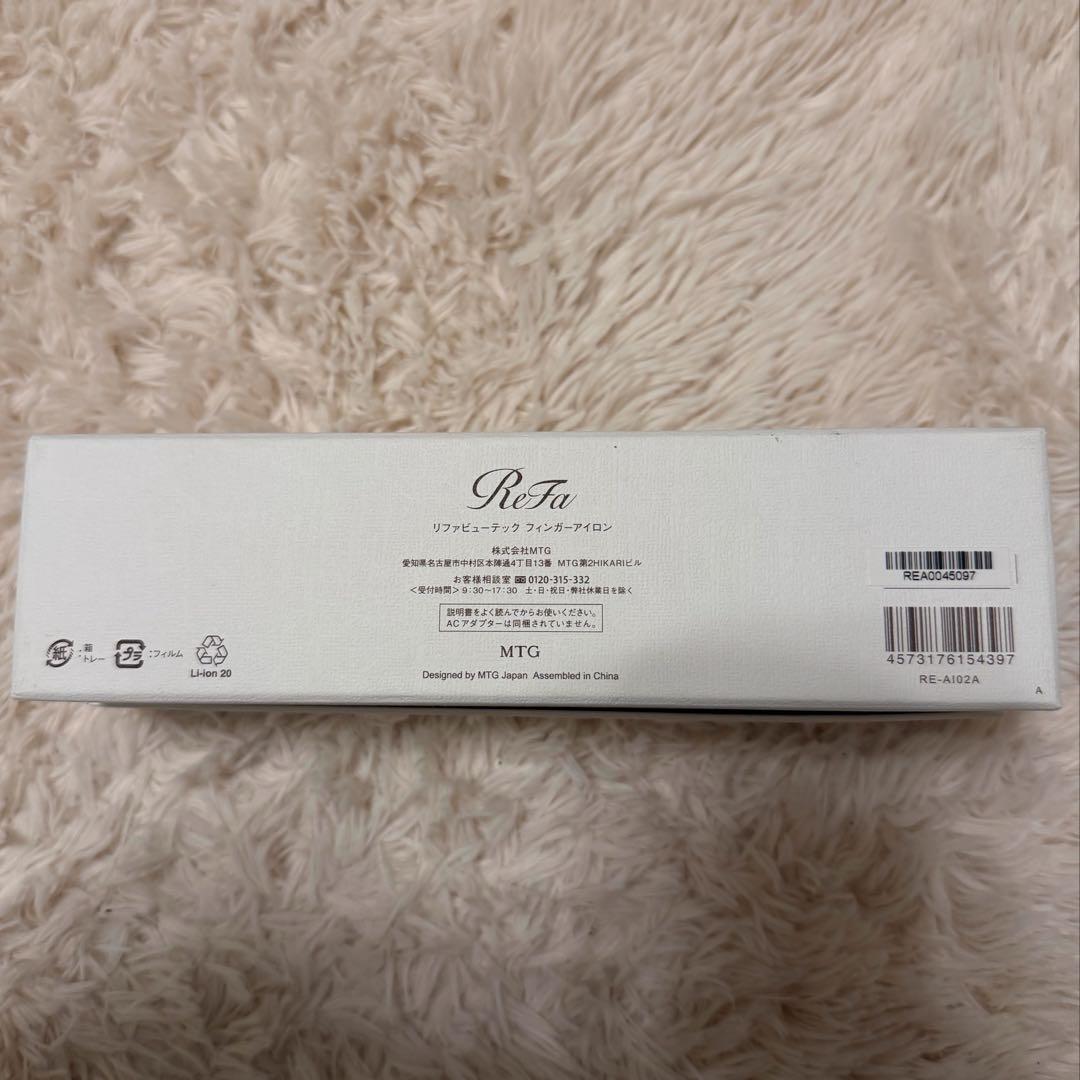 ReFa
リファビューテック フィンガーアイロン
株式会社MTG
愛知県名古屋市中村区本陣通4丁目13番 MTG第2HIKARIビル
お客様相談室 0120-315-332
＜受付時間＞9:30〜17:30 土・日・祝日・弊社休業日を除く
説明書をよく読んでからお使いください。
ACアダプターは同梱されていません。
MTG
Designed by MTG Japan Assembled in China
紙 :箱
トレー
プラ :フィルム
Li-ion 20
REA0045097
4573176154397
RE-AI02A
A